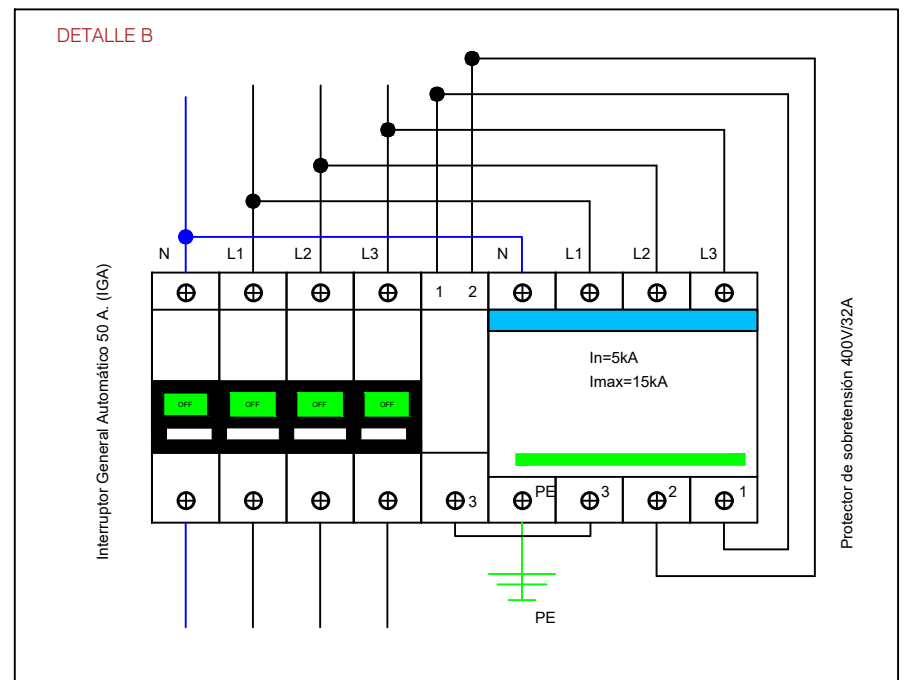 DETALLE B
N L1 L2 L3 N L1 L2 L3
1 2
Interruptor General Automático 50 A. (IGA)
In=5kA
Imax=15kA
OFF OFF OFF OFF
Protector de sobretensión 400V/32A
3 PE 3 2 1
PE